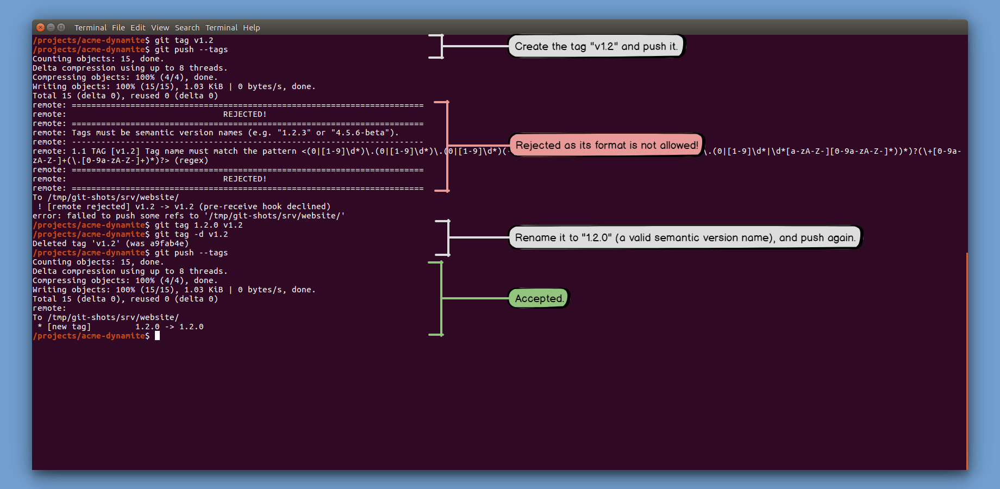 Terminal File Edit View Search Terminal Help
/projects/acme-dynamite$ git tag v1.2
/projects/acme-dynamite$ git push --tags
Create the tag "v1.2" and push it.
Counting objects: 15, done.
Delta compression using up to 8 threads.
Compressing objects: 100% (4/4), done.
Writing objects: 100% (15/15), 1.03 KiB | 0 bytes/s, done.
Total 15 (delta 0), reused 0 (delta 0)
remote: ========================================================================
remote: REJECTED!
remote: ========================================================================
remote: Tags must be semantic version names (e.g. "1.2.3" or "4.5.6-beta").
remote: ------------------------------------------------------------------------
Rejected as its format is not allowed!
remote: 1.1 TAG [v1.2] Tag name must match the pattern <(0|[1-9]\d*)\.(0|[1-9]\d*)\.(0|[1-9]\d*)(- \.(0|[1-9]\d*|\d*[a-zA-Z-][0-9a-zA-Z-]*))*)?(\+[0-9a-
zA-Z-]+(\.[0-9a-zA-Z-]+)*)?> (regex)
remote: ========================================================================
remote: REJECTED!
remote: ========================================================================
To /tmp/git-shots/srv/website/
! [remote rejected] v1.2 -> v1.2 (pre-receive hook declined)
error: failed to push some refs to '/tmp/git-shots/srv/website/'
/projects/acme-dynamite$ git tag 1.2.0 v1.2
/projects/acme-dynamite$ git tag -d v1.2
Rename it to "1.2.0" (a valid semantic version name), and push again.
Deleted tag 'v1.2' (was a9fab4e)
/projects/acme-dynamite$ git push --tags
Counting objects: 15, done.
Delta compression using up to 8 threads.
Compressing objects: 100% (4/4), done.
Writing objects: 100% (15/15), 1.03 KiB | 0 bytes/s, done.
Total 15 (delta 0), reused 0 (delta 0)
Accepted.
remote:
To /tmp/git-shots/srv/website/
* [new tag] 1.2.0 -> 1.2.0
/projects/acme-dynamite$